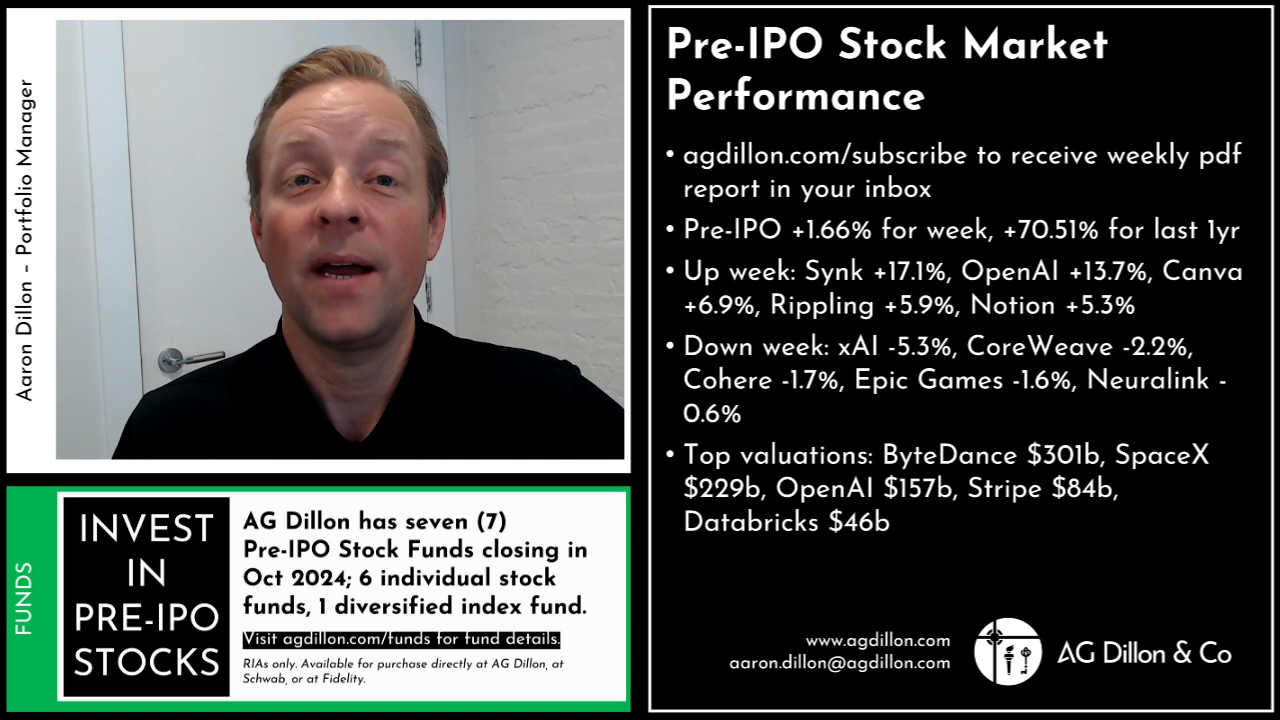 Aaron Dillon - Portfolio Manager
FUNDS
INVEST
IN
PRE-IPO
STOCKS
AG Dillon has seven (7)
Pre-IPO Stock Funds closing in
Oct 2024; 6 individual stock
funds, 1 diversified index fund.
Visit agdillon.com/funds for fund details.
RIAs only. Available for purchase directly at AG Dillon, at
Schwab, or at Fidelity.
Pre-IPO Stock Market
Performance
• agdillon.com/subscribe to receive weekly pdf
report in your inbox
• Pre-IPO +1.66% for week, +70.51% for last 1yr
• Up week: Synk +17.1%, OpenAI +13.7%, Canva
+6.9%, Rippling +5.9%, Notion +5.3%
• Down week: xAI -5.3%, CoreWeave -2.2%,
Cohere -1.7%, Epic Games -1.6%, Neuralink -
0.6%
• Top valuations: ByteDance $301b, SpaceX
$229b, OpenAI $157b, Stripe $84b,
Databricks $46b
www.agdillon.com
aaron.dillon@agdillon.com
AG Dillon & Co